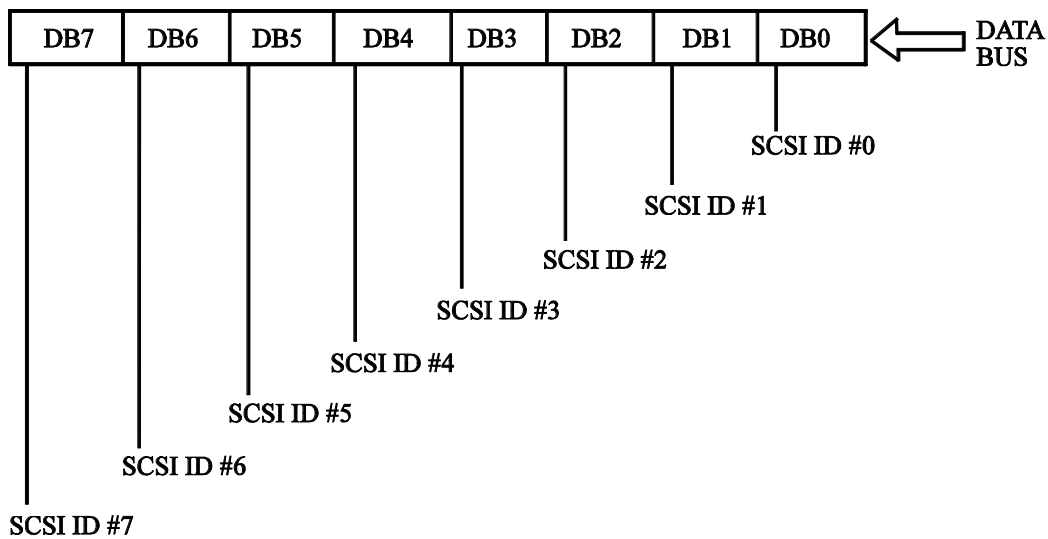 DB7 DB6 DB5 DB4 DB3 DB2 DB1 DB0
DATA
BUS
SCSI ID #0
SCSI ID #1
SCSI ID #2
SCSI ID #3
SCSI ID #4
SCSI ID #5
SCSI ID #6
SCSI ID #7